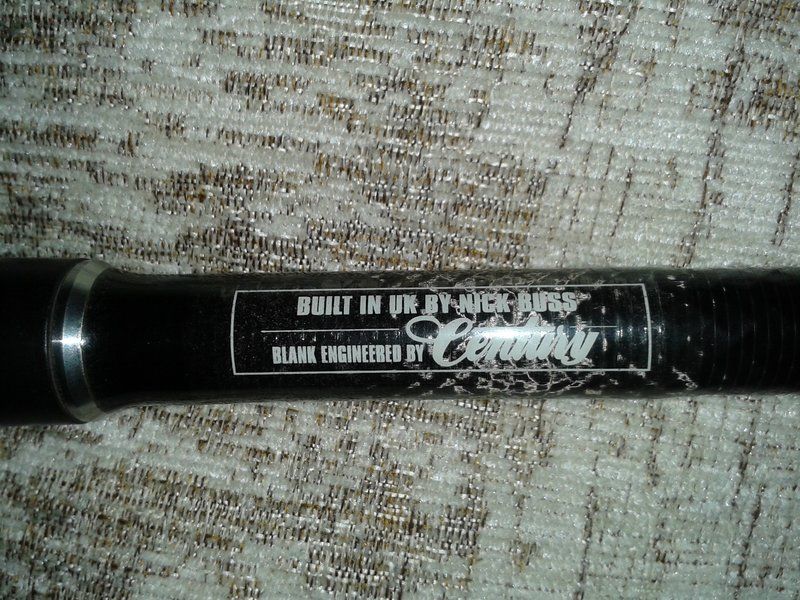 BUILT IN UK BY NICK BUSS
BLANK ENGINEERED BY Century